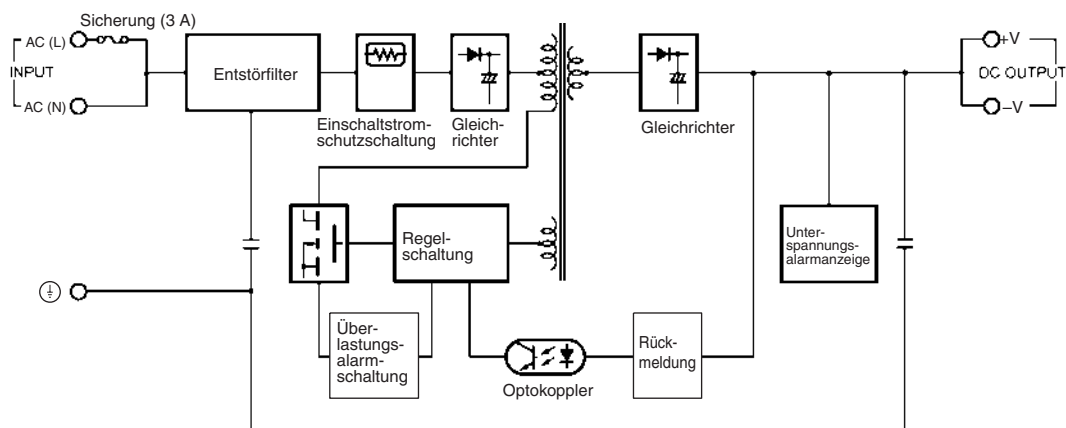 Sicherung (3 A)
AC (L)
INPUT
AC (N)
Entstörfilter
Einschaltstrom-
schutzschaltung
Gleich-
richter
Gleichrichter
+V
DC OUTPUT
–V
Regel-
schaltung
Unter-
spannungs-
alarmanzeige
Über-
lastungs-
alarm-
schaltung
Optokoppler
Rück-
meldung